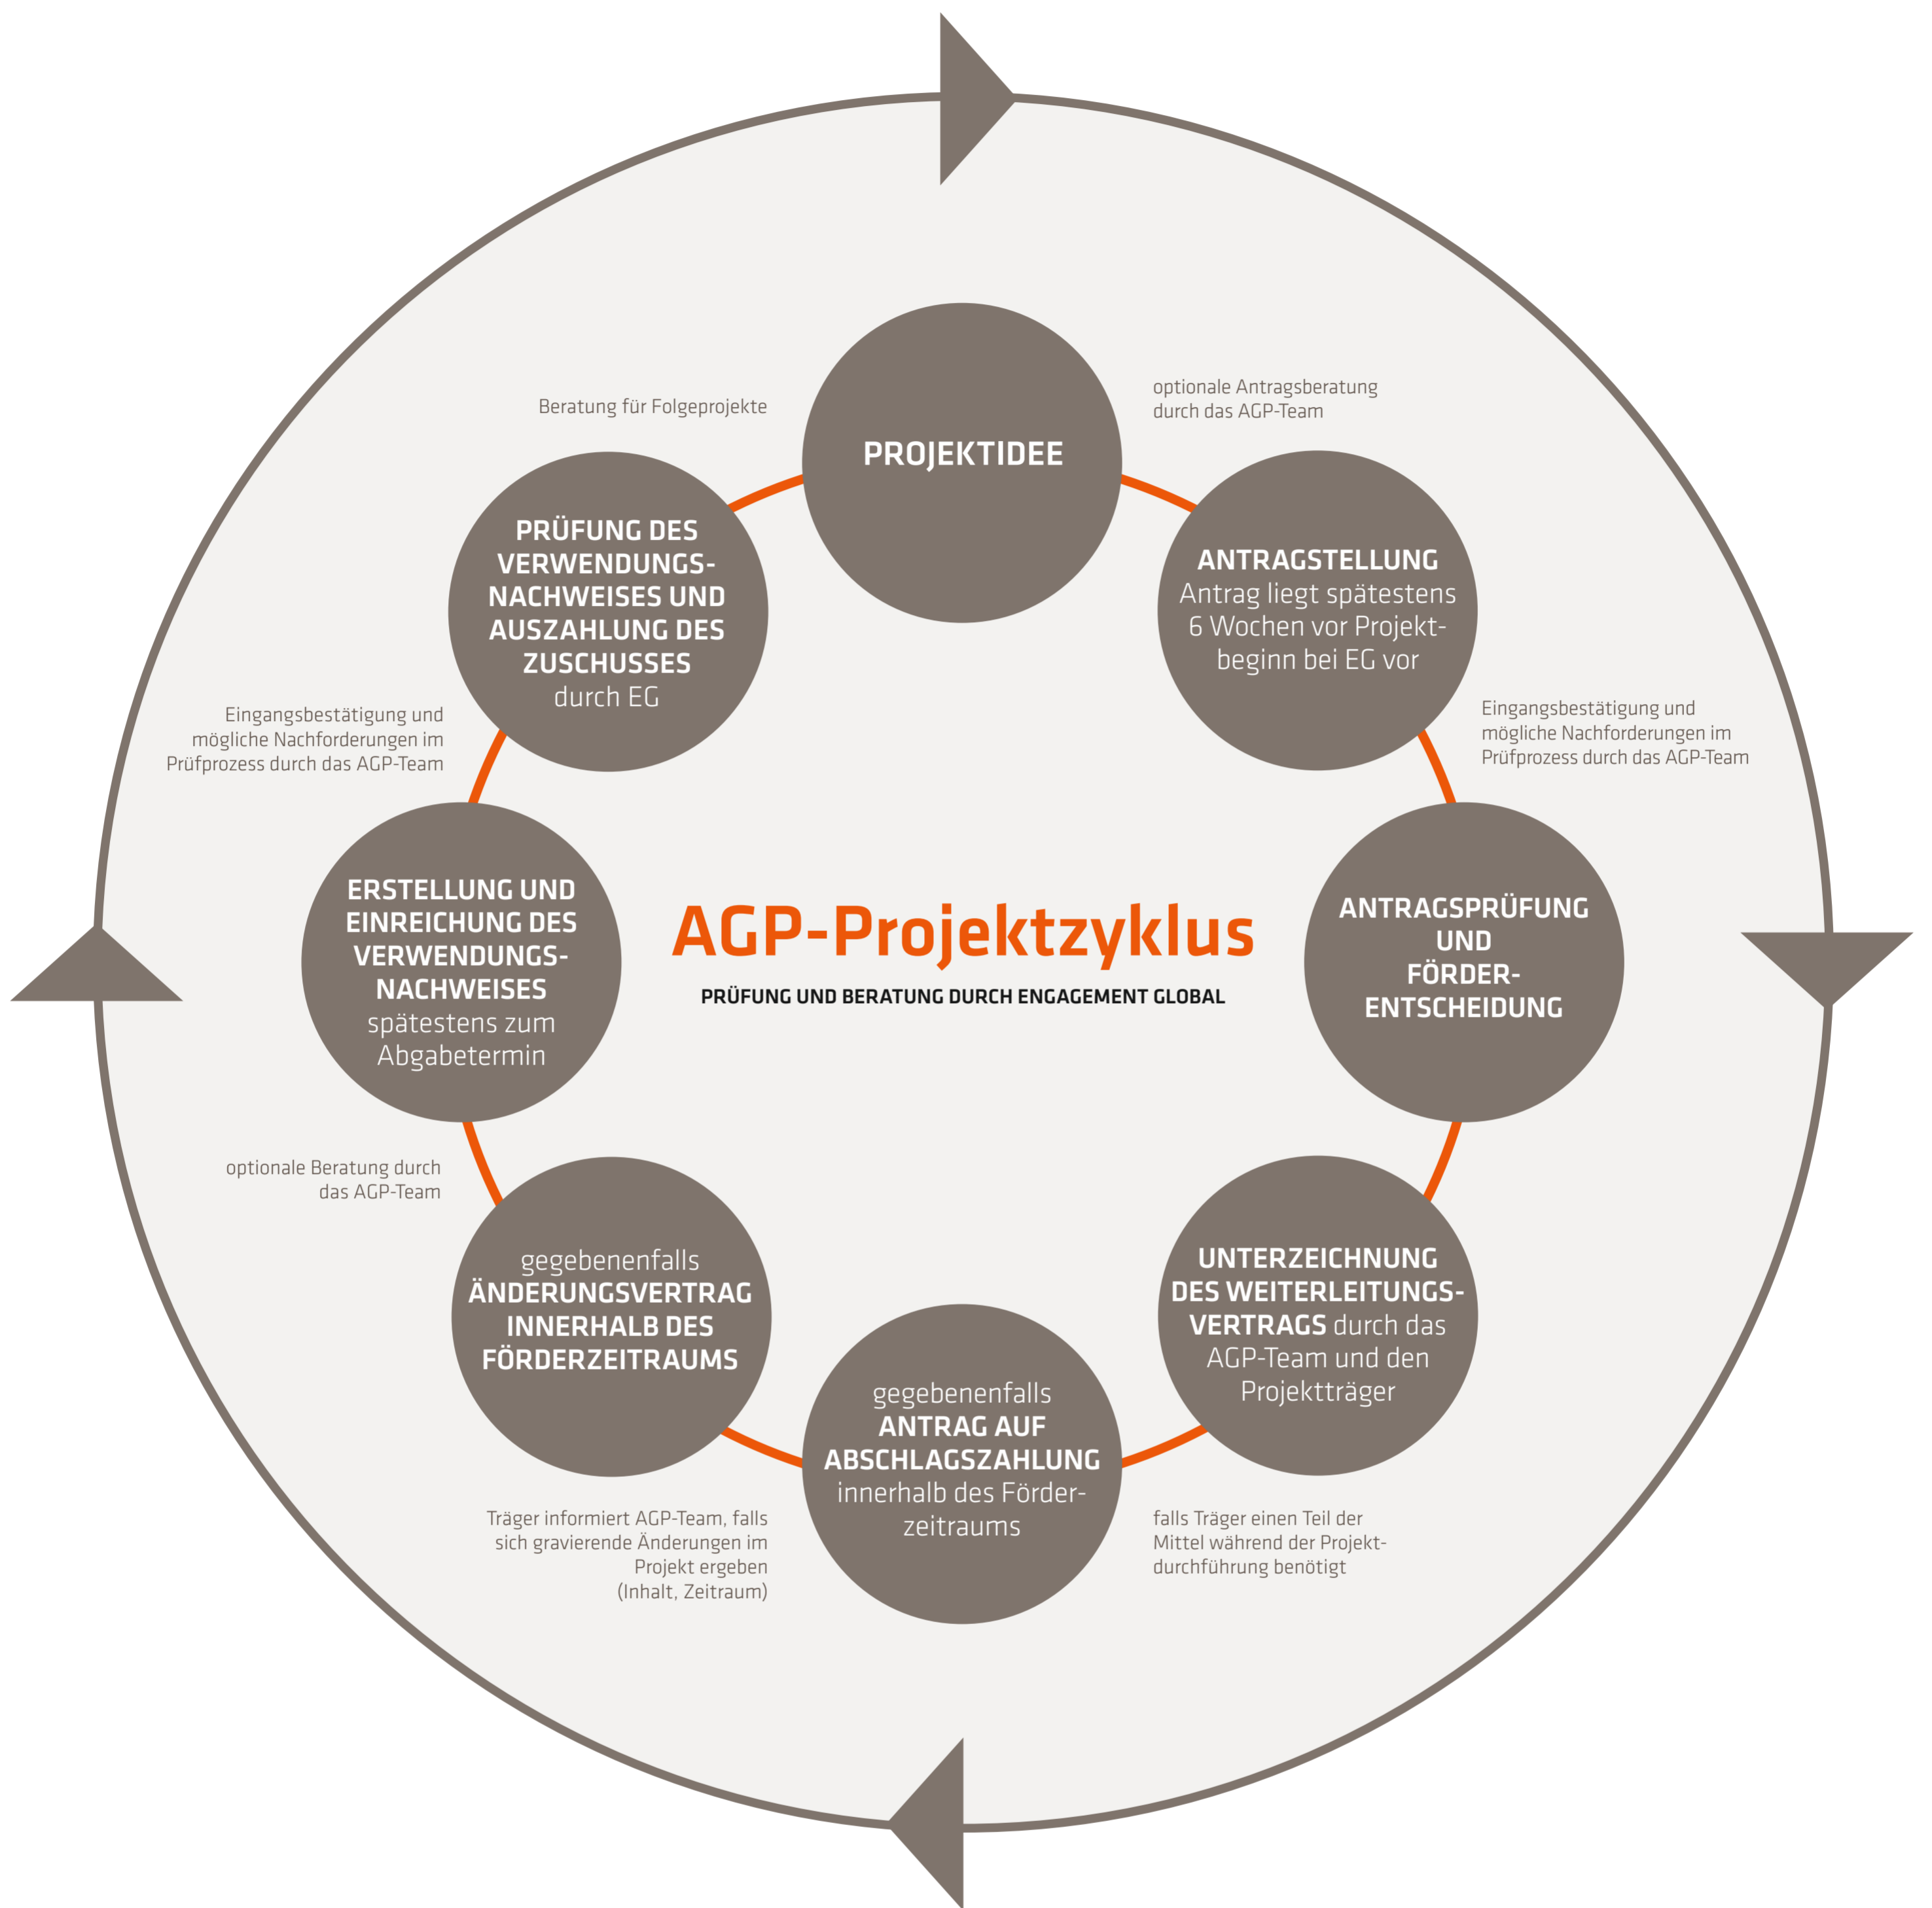 AGP-Projektzyklus
PRÜFUNG UND BERATUNG DURCH ENGAGEMENT GLOBAL
PROJEKTIDEE
optionale Antragsberatung
durch das AGP-Team
ANTRAGSTELLUNG
Antrag liegt spätestens
6 Wochen vor Projekt-
beginn bei EG vor
Eingangsbestätigung und
mögliche Nachforderungen im
Prüfprozess durch das AGP-Team
ANTRAGSPRÜFUNG
UND
FÖRDER-
ENTSCHEIDUNG
UNTERZEICHNUNG
DES WEITERLEITUNGS-
VERTRAGS durch das
AGP-Team und den
Projektträger
falls Träger einen Teil der
Mittel während der Projekt-
durchführung benötigt
gegebenenfalls
ANTRAG AUF
ABSCHLAGSZAHLUNG
innerhalb des Förder-
zeitraums
Träger informiert AGP-Team, falls
sich gravierende Änderungen im
Projekt ergeben
(Inhalt, Zeitraum)
gegebenenfalls
ÄNDERUNGSVERTRAG
INNERHALB DES
FÖRDERZEITRAUMS
optionale Beratung durch
das AGP-Team
ERSTELLUNG UND
EINREICHUNG DES
VERWENDUNGS-
NACHWEISES
spätestens zum
Abgabetermin
Eingangsbestätigung und
mögliche Nachforderungen im
Prüfprozess durch das AGP-Team
PRÜFUNG DES
VERWENDUNGS-
NACHWEISES UND
AUSZAHLUNG DES
ZUSCHUSSES
durch EG
Beratung für Folgeprojekte